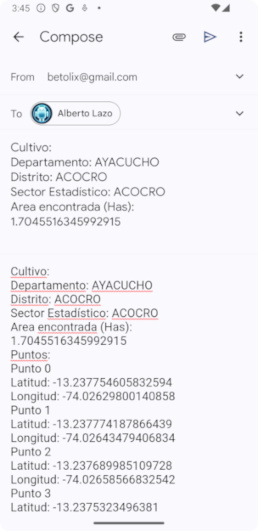 3:45
Compose
From betolix@gmail.com
To Alberto Lazo
Cultivo:
Departamento: AYACUCHO
Distrito: ACOCRO
Sector Estadístico: ACOCRO
Area encontrada (Has):
1.7045516345992915
Cultivo:
Departamento: AYACUCHO
Distrito: ACOCRO
Sector Estadístico: ACOCRO
Area encontrada (Has):
1.7045516345992915
Puntos:
Punto 0
Latitud: -13.237754605832594
Longitud: -74.02629800140858
Punto 1
Latitud: -13.237774187866439
Longitud: -74.02643479406834
Punto 2
Latitud: -13.237689985109728
Longitud: -74.02658566832542
Punto 3
Latitud: -13.2375323496381